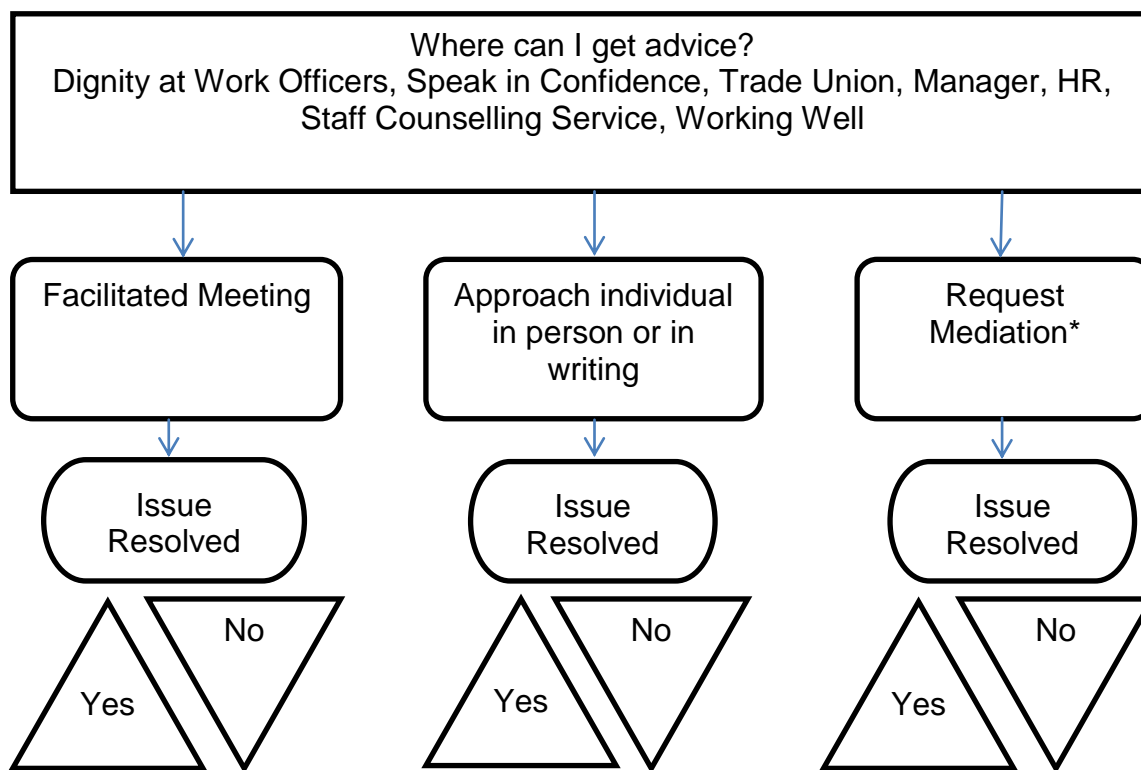 Where can I get advice?
Dignity at Work Officers, Speak in Confidence, Trade Union, Manager, HR,
Staff Counselling Service, Working Well
Facilitated Meeting
Approach individual
in person or in
writing
Request
Mediation*
Issue
Resolved
Issue
Resolved
Issue
Resolved
Yes
No
Yes
No
Yes
No